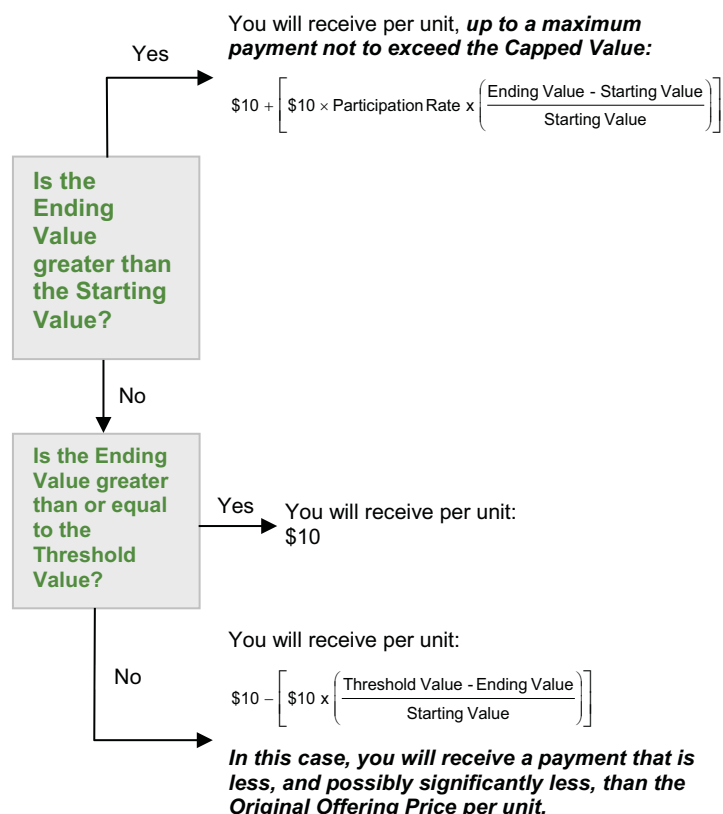 You will receive per unit, up to a maximum
payment not to exceed the Capped Value:
Yes
$10 + [ $10 × Participation Rate x ( Ending Value - Starting Value / Starting Value ) ]
Is the
Ending
Value
greater than
the Starting
Value?
No
Is the Ending
Value greater
than or equal
to the
Threshold
Value?
Yes
You will receive per unit:
$10
You will receive per unit:
No
$10 – [ $10 x ( Threshold Value - Ending Value / Starting Value ) ]
In this case, you will receive a payment that is
less, and possibly significantly less, than the
Original Offering Price per unit.